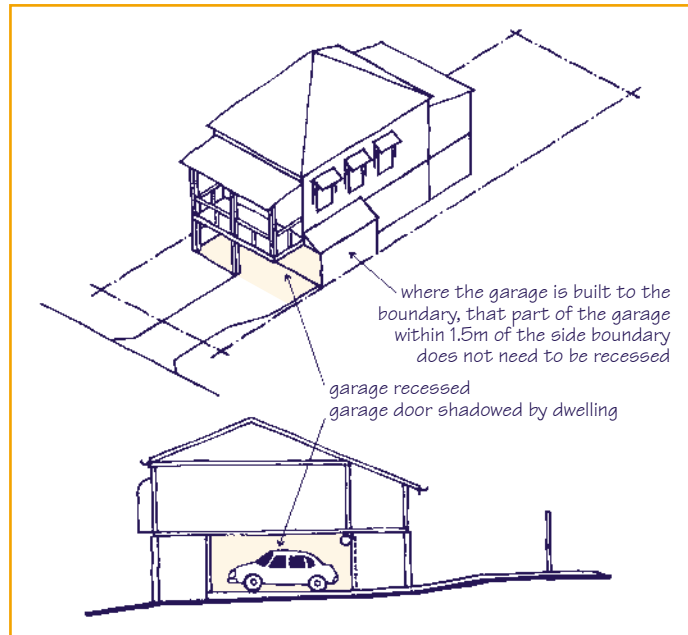 where the garage is built to the
boundary, that part of the garage
within 1.5m of the side boundary
does not need to be recessed
garage recessed
garage door shadowed by dwelling